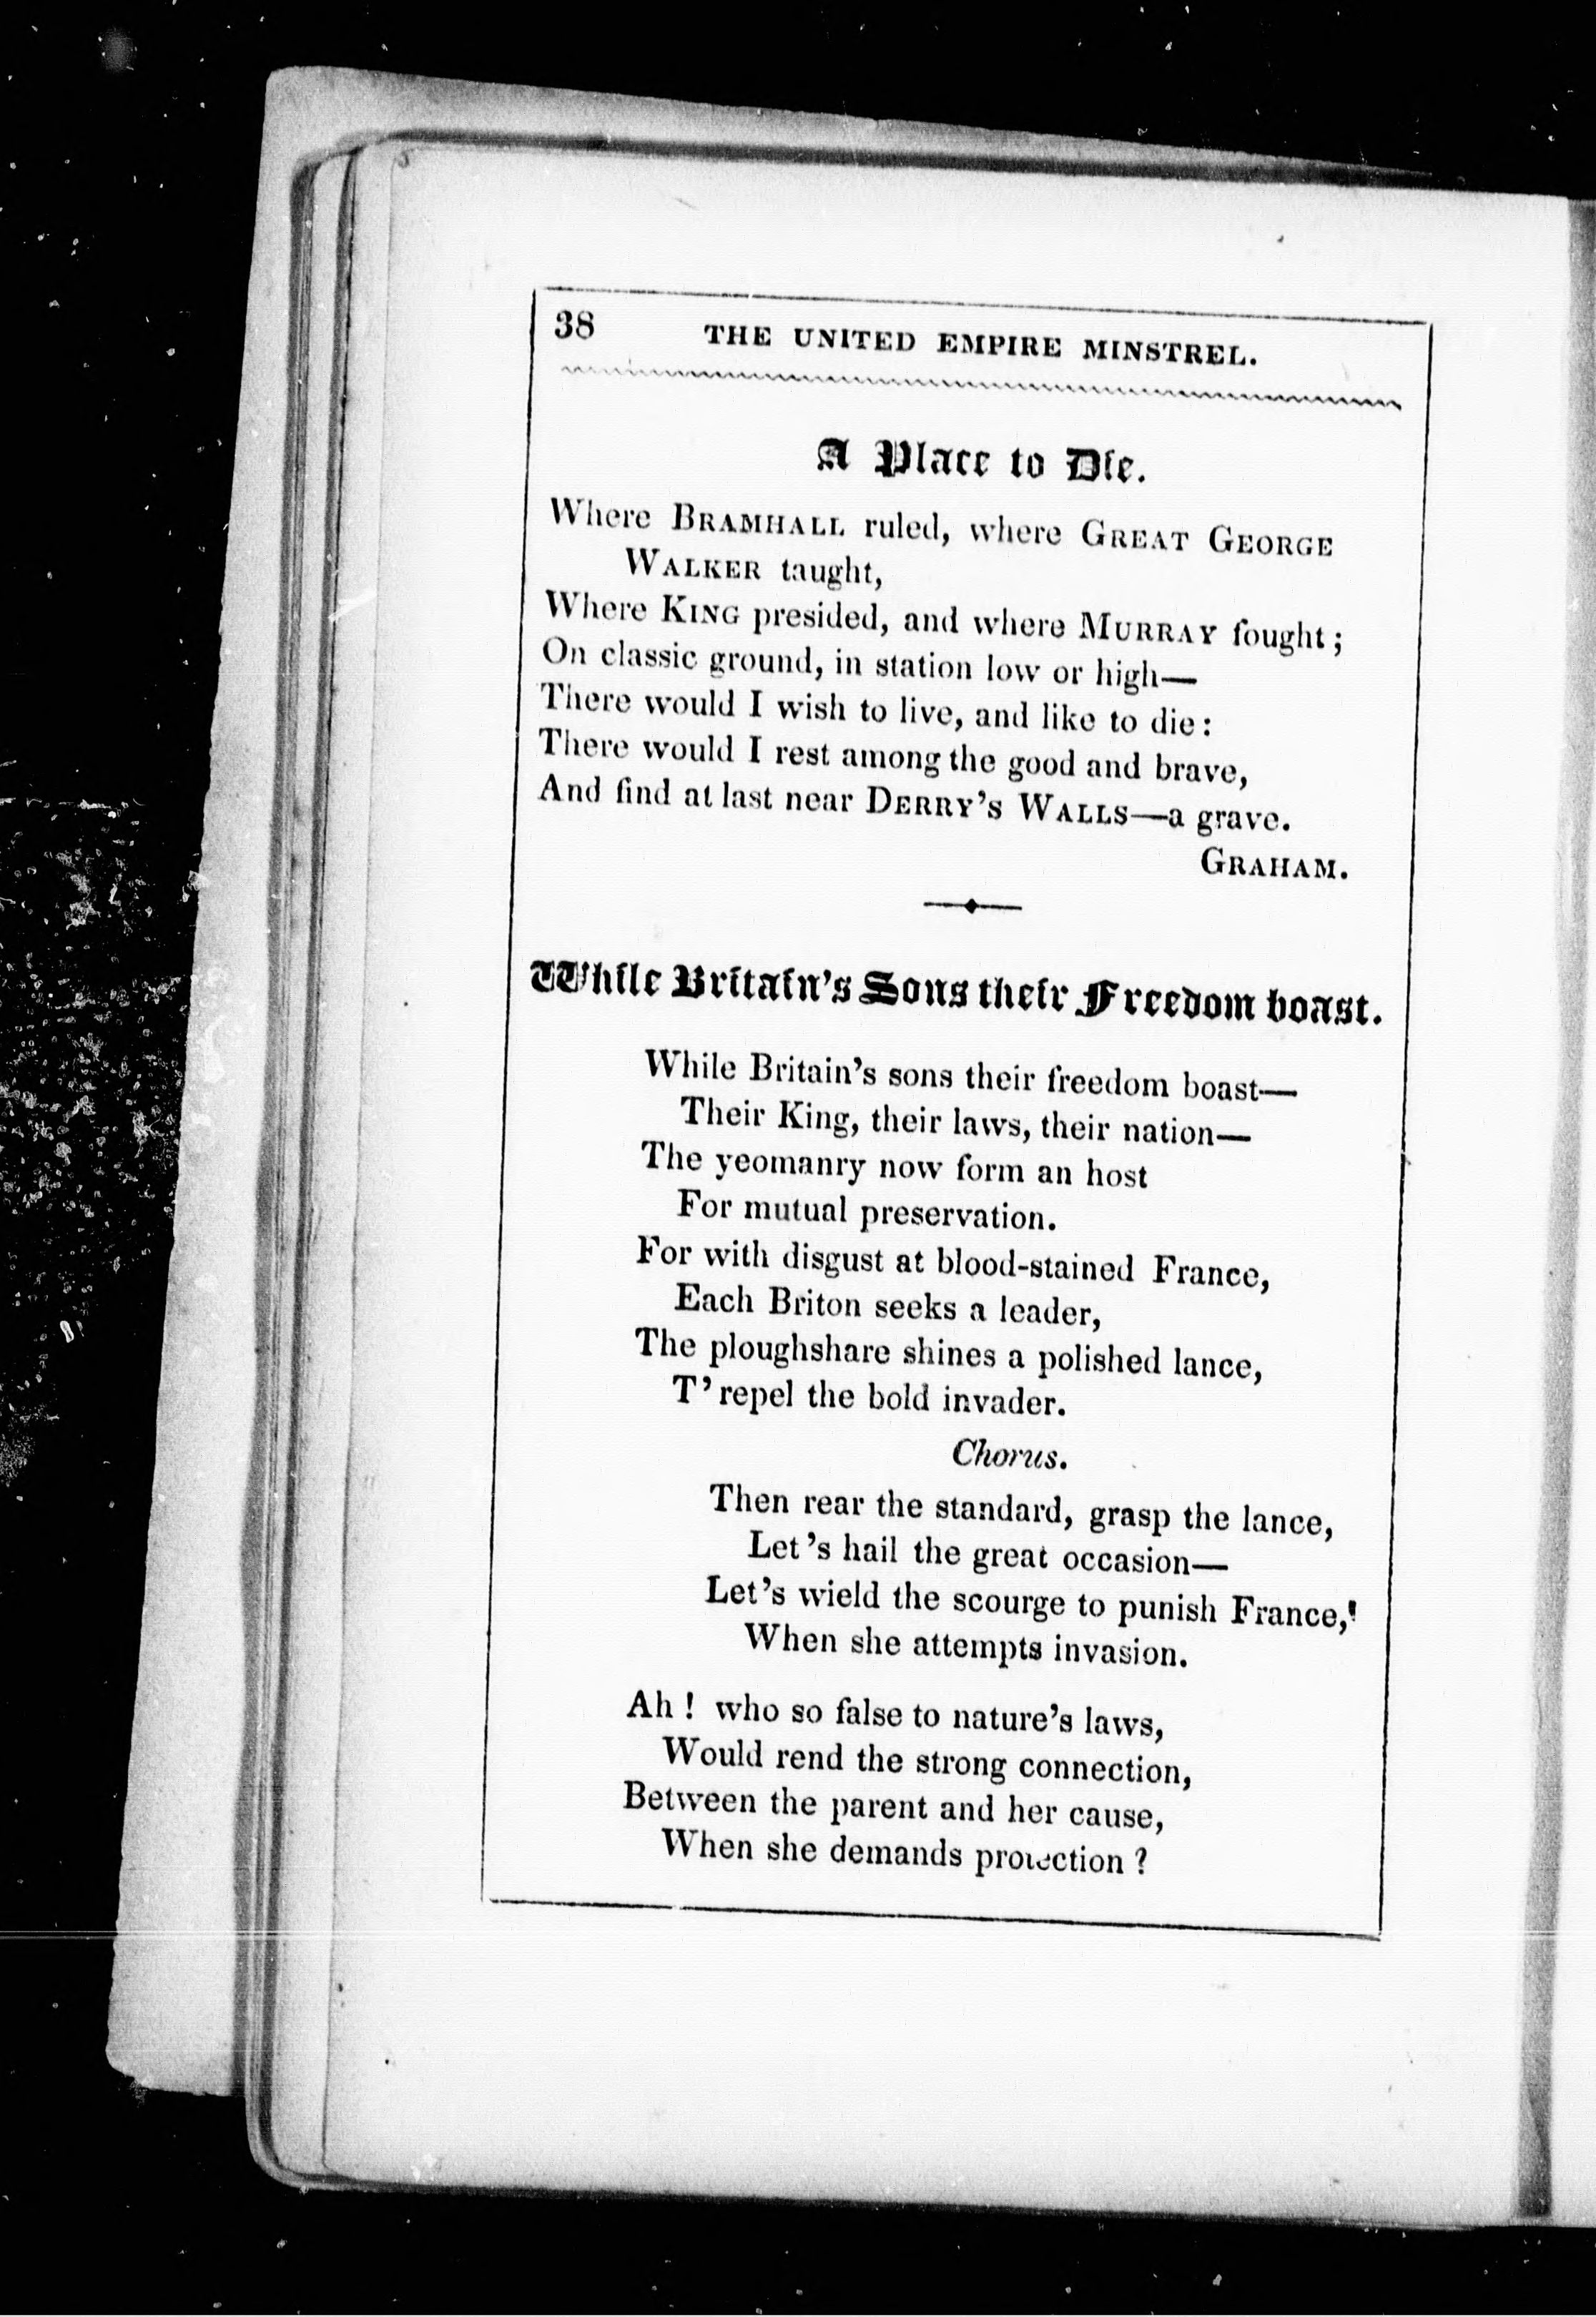 38 THE UNITED EMPIRE MINSTREL.
A Place to Die.
Where BRAMHALL ruled, where GREAT GEORGE
WALKER taught,
Where KING presided, and where MURRAY fought;
On classic ground, in station low or high—
There would I wish to live, and like to die:
There would I rest among the good and brave,
And find at last near DERRY'S WALLS—a grave.
GRAHAM.
While Britain's Sons their Freedom boast.
While Britain's sons their freedom boast—
Their King, their laws, their nation—
The yeomanry now form an host
For mutual preservation.
For with disgust at blood-stained France,
Each Briton seeks a leader,
The ploughshare shines a polished lance,
T' repel the bold invader.
Chorus.
Then rear the standard, grasp the lance,
Let's hail the great occasion—
Let's wield the scourge to punish France,'
When she attempts invasion.
Ah! who so false to nature's laws,
Would rend the strong connection,
Between the parent and her cause,
When she demands protection?